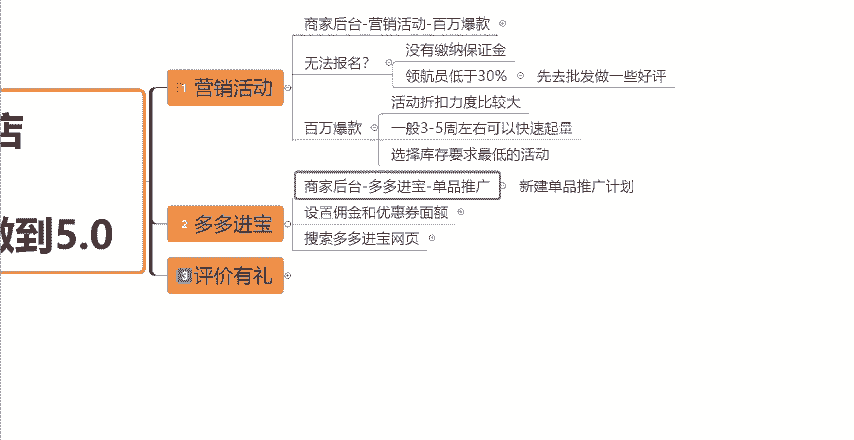 店
做到5.0
1 营销活动
商家后台-营销活动-百万爆款
无法报名?
没有缴纳保证金
领航员低于30%
先去批发做一些好评
百万爆款
活动折扣力度比较大
一般3-5周左右可以快速起量
选择库存要求最低的活动
2 多多进宝
商家后台-多多进宝-单品推广
新建单品推广计划
设置佣金和优惠券面额
搜索多多进宝网页
3 评价有礼